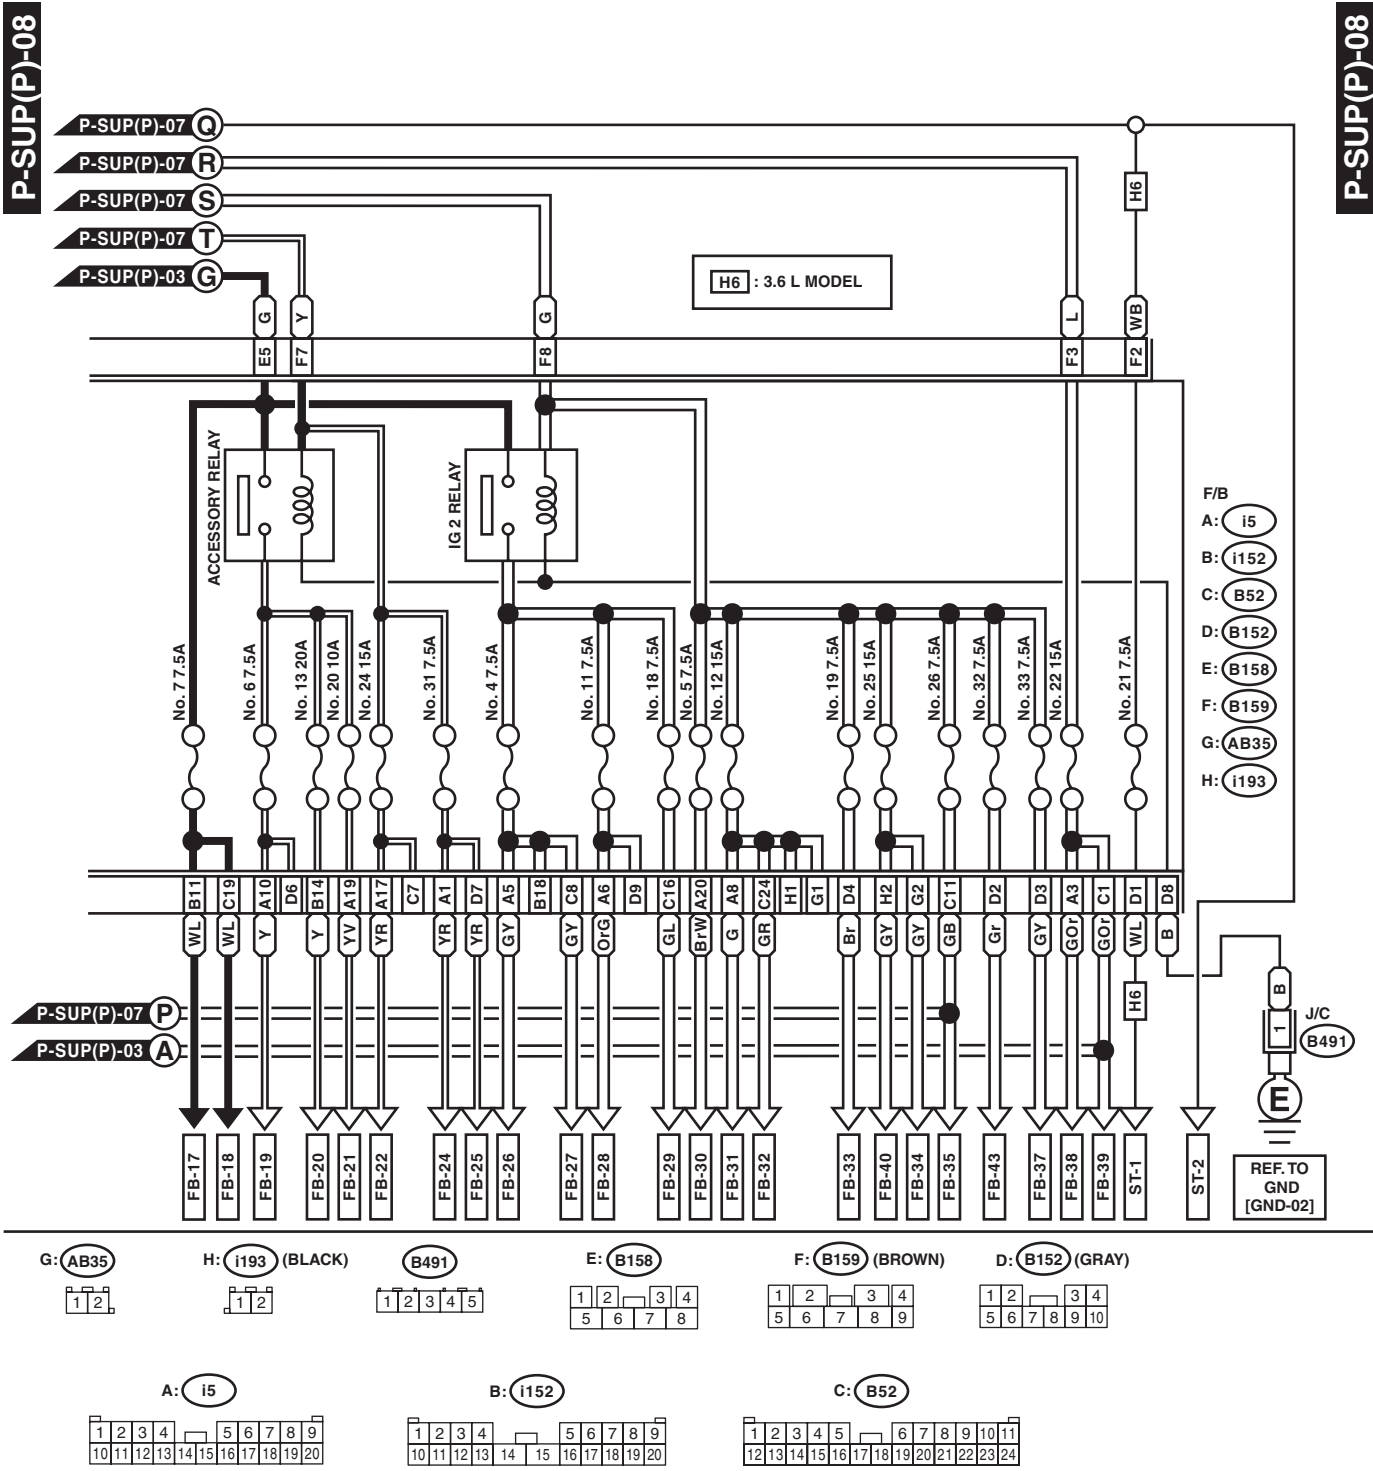 P-SUP(P)-08
P-SUP(P)-08
P-SUP(P)-07 Q
P-SUP(P)-07 R
P-SUP(P)-07 S
P-SUP(P)-07 T
P-SUP(P)-03 G
H6
H6 : 3.6 L MODEL
G Y G L WB
E5 F7 F8 F3 F2
ACCESSORY RELAY
IG 2 RELAY
F/B
A: i5
B: i152
C: B52
D: B152
E: B158
F: B159
G: AB35
H: i193
No. 7 7.5A
No. 6 7.5A
No. 13 20A
No. 20 10A
No. 24 15A
No. 31 7.5A
No. 4 7.5A
No. 11 7.5A
No. 18 7.5A
No. 5 7.5A
No. 12 15A
No. 19 7.5A
No. 25 15A
No. 26 7.5A
No. 32 7.5A
No. 33 7.5A
No. 22 15A
No. 21 7.5A
B11 C19 A10 D6 B14 A19 A17 C7 A1 D7 A5 B18 C8 A6 D9 C16 A20 A8 C24 H1 G1 D4 H2 G2 C11 D2 D3 A3 C1 D1 D8
WL WL Y Y YV YR YR YR GY GY OrG GL BrW G GR Br GY GY GB Gr GY GOr GOr WL B
B
H6
P-SUP(P)-07 P
P-SUP(P)-03 A
J/C
1
B491
E
FB-17 FB-18 FB-19 FB-20 FB-21 FB-22 FB-24 FB-25 FB-26 FB-27 FB-28 FB-29 FB-30 FB-31 FB-32 FB-33 FB-40 FB-34 FB-35 FB-43 FB-37 FB-38 FB-39 ST-1 ST-2
REF. TO
GND
[GND-02]
G: AB35
1 2
H: i193 (BLACK)
1 2
B491
1 2 3 4 5
E: B158
1 2 3 4
5 6 7 8
F: B159 (BROWN)
1 2 3 4
5 6 7 8 9
D: B152 (GRAY)
1 2 3 4
5 6 7 8 9 10
A: i5
1 2 3 4 5 6 7 8 9
10 11 12 13 14 15 16 17 18 19 20
B: i152
1 2 3 4 5 6 7 8 9
10 11 12 13 14 15 16 17 18 19 20
C: B52
1 2 3 4 5 6 7 8 9 10 11
12 13 14 15 16 17 18 19 20 21 22 23 24